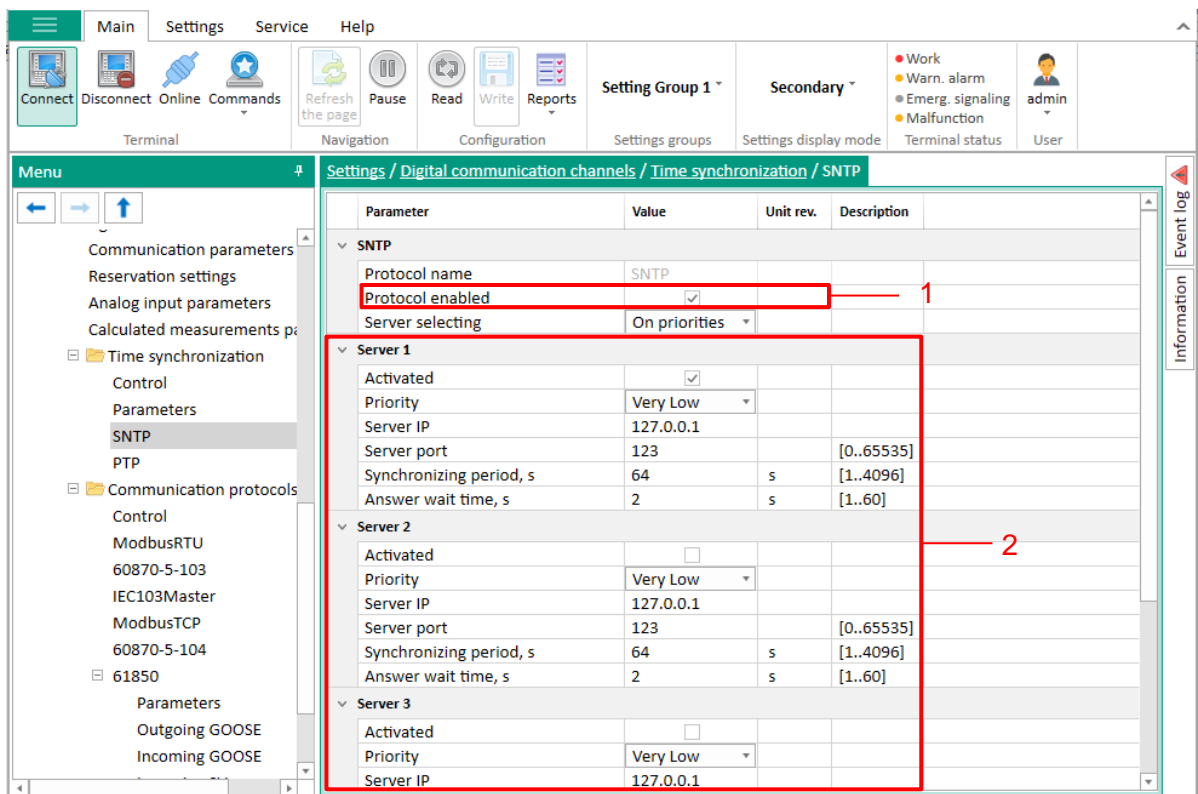 Main Settings Service Help
Connect Disconnect Online Commands
Refresh the page
Pause Read Write Reports
Setting Group 1
Secondary
Work
Warn. alarm
Emerg. signaling
Malfunction
admin
Terminal Navigation Configuration Settings groups Settings display mode Terminal status User
Menu
Communication parameters
Reservation settings
Analog input parameters
Calculated measurements pa
Time synchronization
Control
Parameters
SNTP
PTP
Communication protocols
Control
ModbusRTU
60870-5-103
IEC103Master
ModbusTCP
60870-5-104
61850
Parameters
Outgoing GOOSE
Incoming GOOSE
Settings / Digital communication channels / Time synchronization / SNTP
Parameter Value Unit rev. Description
SNTP
Protocol name SNTP
Protocol enabled
1
Server selecting On priorities
Server 1
Activated
Priority Very Low
Server IP 127.0.0.1
Server port 123 [0..65535]
Synchronizing period, s 64 s [1..4096]
Answer wait time, s 2 s [1..60]
Server 2
2
Activated
Priority Very Low
Server IP 127.0.0.1
Server port 123 [0..65535]
Synchronizing period, s 64 s [1..4096]
Answer wait time, s 2 s [1..60]
Server 3
Activated
Priority Very Low
Server IP 127.0.0.1
Event log
Information